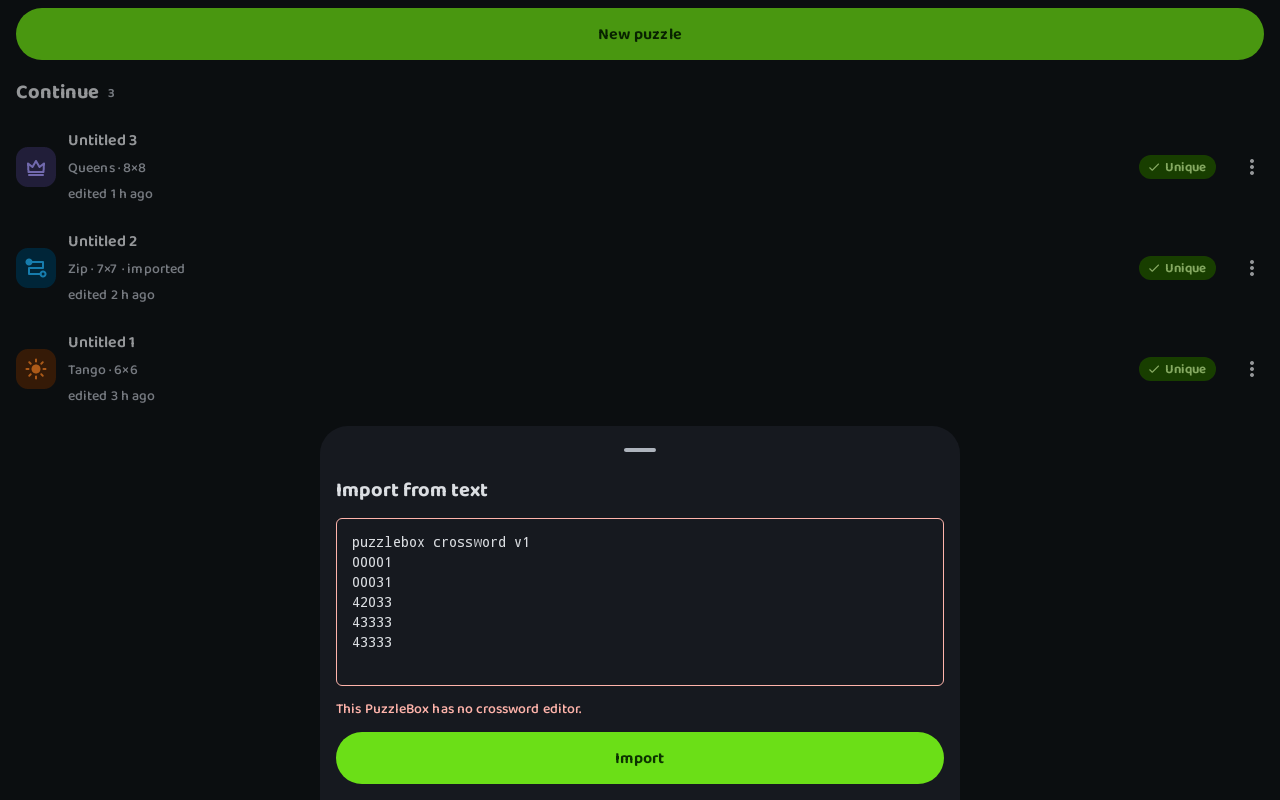 New puzzle
Continue 3
Untitled 3
Queens · 8×8
edited 1 h ago
Unique
Untitled 2
Zip · 7×7 · imported
edited 2 h ago
Unique
Untitled 1
Tango · 6×6
edited 3 h ago
Unique
Import from text
puzzlebox crossword v1
00001
00031
42033
43333
43333
This PuzzleBox has no crossword editor.
Import